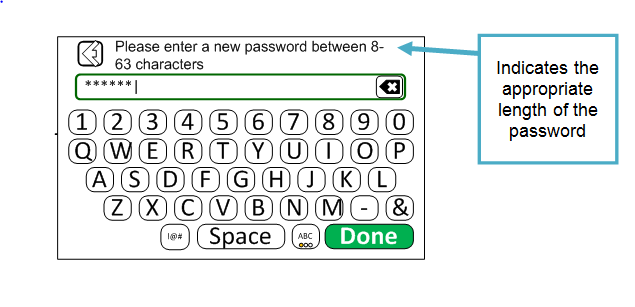 Please enter a new password between 8-
63 characters
******|
1 2 3 4 5 6 7 8 9 0
Q W E R T Y U I O P
A S D F G H J K L
Z X C V B N M - &
!@# Space ABC Done
Indicates the
appropriate
length of the
password